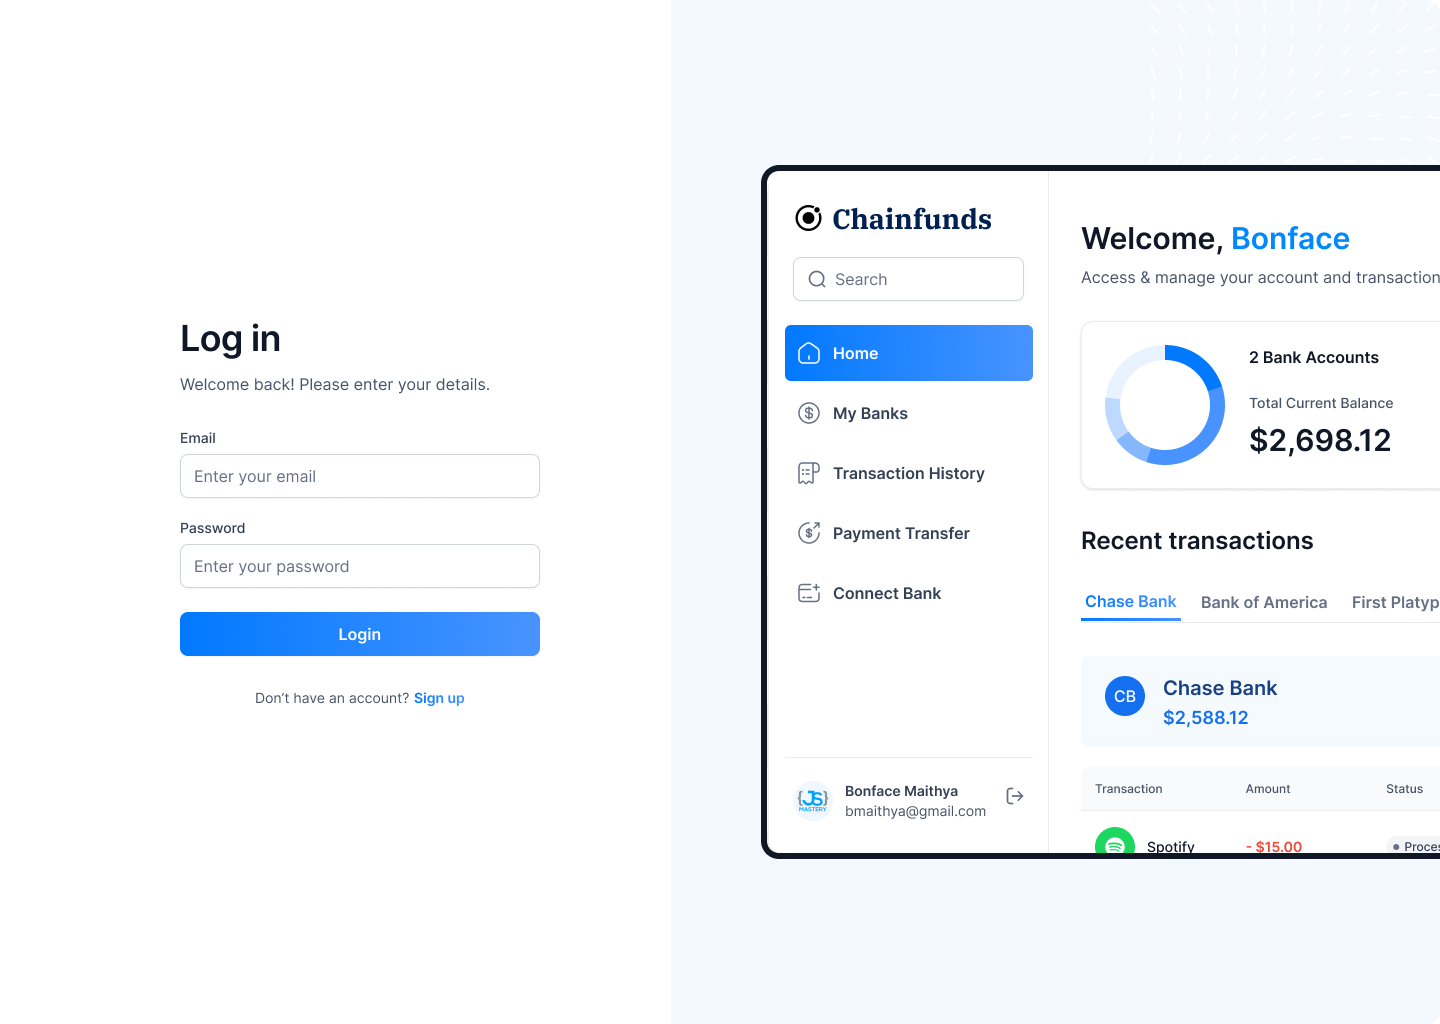 Log in
Welcome back! Please enter your details.
Email
Enter your email
Password
Enter your password
Login
Don’t have an account? Sign up
Chainfunds
Search
Home
My Banks
Transaction History
Payment Transfer
Connect Bank
{JS}
MASTERY
Bonface Maithya
bmaithya@gmail.com
Welcome, Bonface
Access & manage your account and transaction
2 Bank Accounts
Total Current Balance
$2,698.12
Recent transactions
Chase Bank Bank of America First Platyp
CB
Chase Bank
$2,588.12
Transaction Amount Status
Spotify - $15.00 Proces